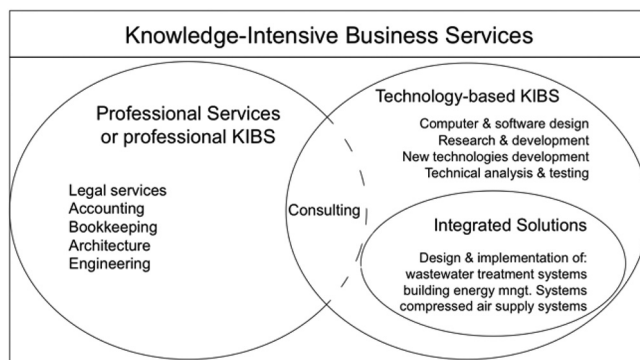 Knowledge-Intensive Business Services
Professional Services
or professional KIBS
Legal services
Accounting
Bookkeeping
Architecture
Engineering
Consulting
Technology-based KIBS
Computer & software design
Research & development
New technologies development
Technical analysis & testing
Integrated Solutions
Design & implementation of:
wastewater treatment systems
building energy mngt. Systems
compressed air supply systems